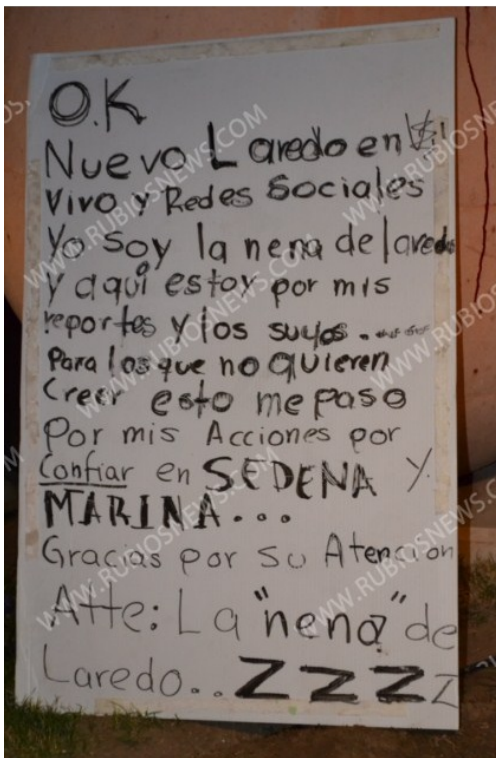 O.K
Nuevo Laredo en
Vivo y Redes Sociales
Yo soy la nena de laredo
y aquí estoy por mis
reportes y los suyos....
Para los que no quieren
Creer esto me paso
Por mis Acciones por
Confiar en SEDENA Y
MARINA...
Gracias por su Atencion
Atte: La "nena" de
Laredo..ZZZZ
WWW.RUBIOSNEWS.COM